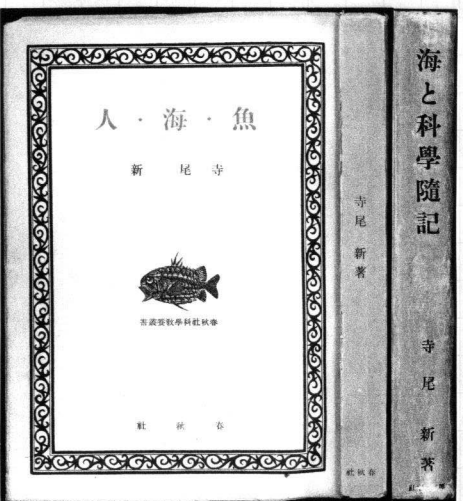 魚・海・人
寺尾新
春秋社科學教養叢書
春秋社
寺尾 新著
春秋社
海と科學隨記
寺尾 新著